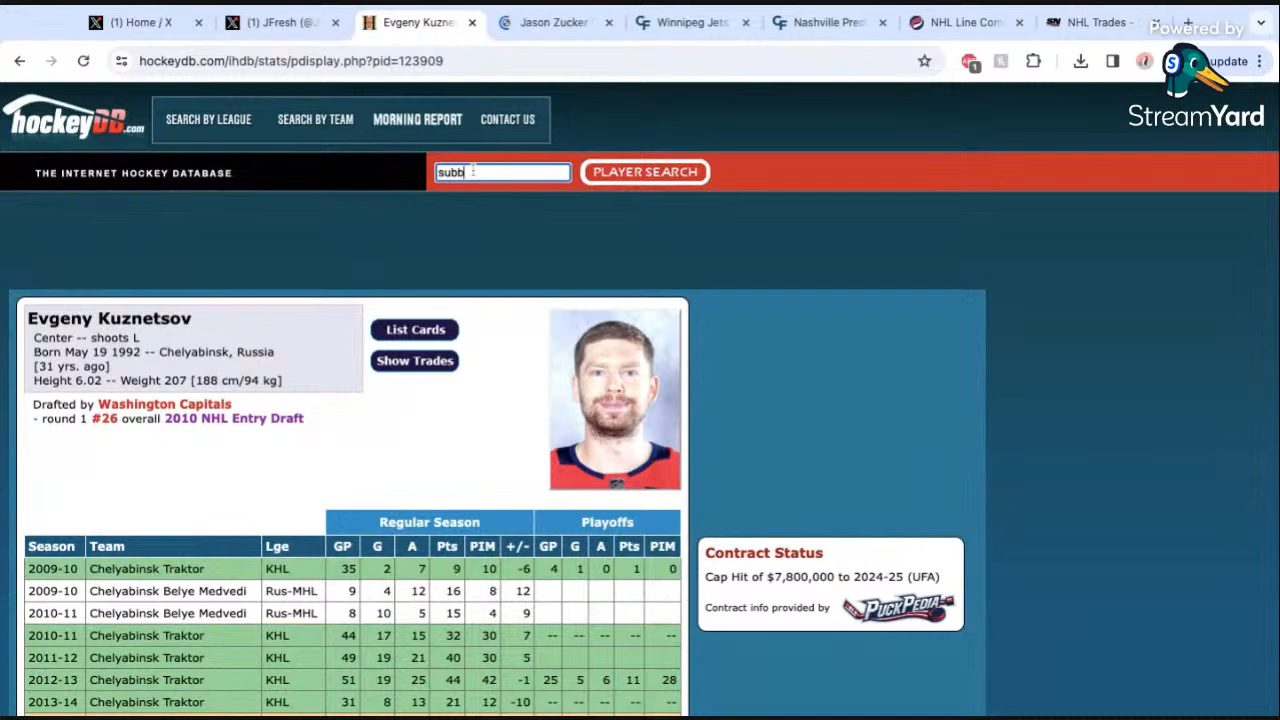 (1) Home / X
(1) JFresh (@J
Evgeny Kuzne
Jason Zucker
Winnipeg Jets
Nashville Pred
NHL Line Com
NHL Trades -
Powered by
StreamYard
hockeydb.com/ihdb/stats/pdisplay.php?pid=123909
update
hockeyDB.com
SEARCH BY LEAGUE
SEARCH BY TEAM
MORNING REPORT
CONTACT US
THE INTERNET HOCKEY DATABASE
subb
PLAYER SEARCH
Evgeny Kuznetsov
Center -- shoots L
Born May 19 1992 -- Chelyabinsk, Russia
[31 yrs. ago]
Height 6.02 -- Weight 207 [188 cm/94 kg]
Drafted by Washington Capitals
- round 1 #26 overall 2010 NHL Entry Draft
List Cards
Show Trades
Regular Season Playoffs
Season Team Lge GP G A Pts PIM +/- GP G A Pts PIM
2009-10 Chelyabinsk Traktor KHL 35 2 7 9 10 -6 4 1 0 1 0
2009-10 Chelyabinsk Belye Medvedi Rus-MHL 9 4 12 16 8 12
2010-11 Chelyabinsk Belye Medvedi Rus-MHL 8 10 5 15 4 9
2010-11 Chelyabinsk Traktor KHL 44 17 15 32 30 7 -- -- -- -- --
2011-12 Chelyabinsk Traktor KHL 49 19 21 40 30 5
2012-13 Chelyabinsk Traktor KHL 51 19 25 44 42 -1 25 5 6 11 28
2013-14 Chelyabinsk Traktor KHL 31 8 13 21 12 -10
Contract Status
Cap Hit of $7,800,000 to 2024-25 (UFA)
Contract info provided by PUCKPEDIA